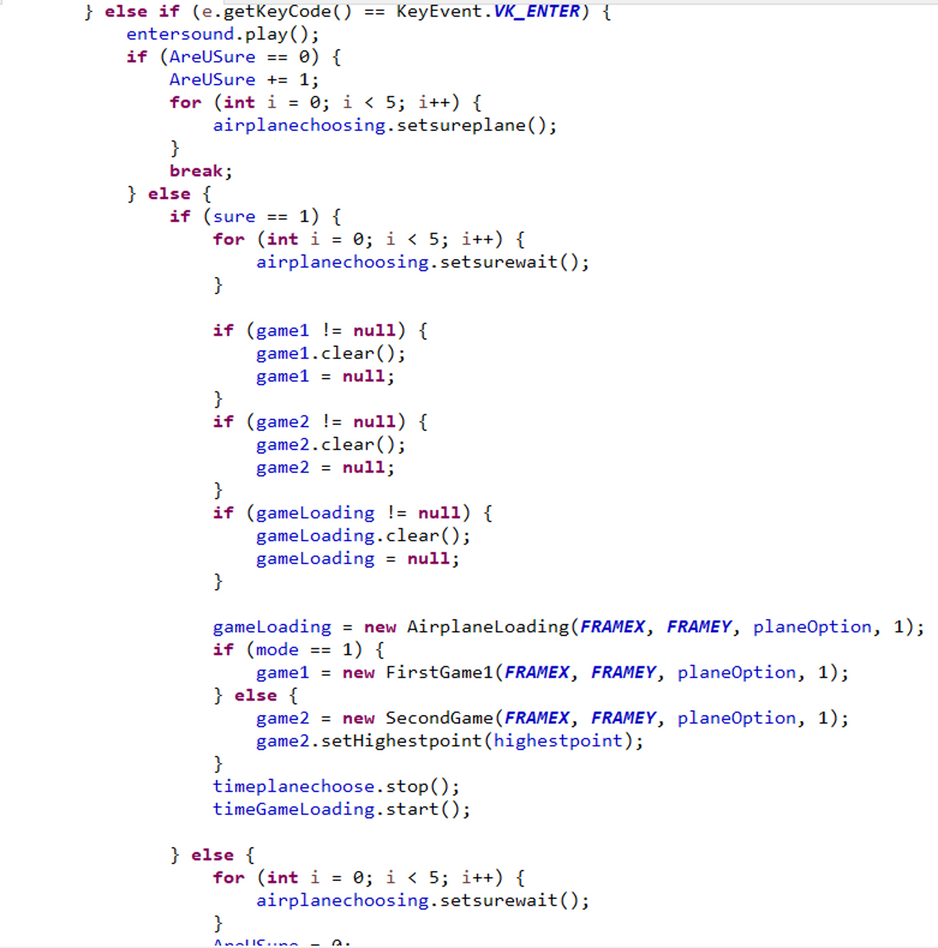 } else if (e.getKeyCode() == KeyEvent.VK_ENTER) {
    entersound.play();
    if (AreUSure == 0) {
        AreUSure += 1;
        for (int i = 0; i < 5; i++) {
            airplanechoosing.setsureplane();
        }
        break;
    } else {
        if (sure == 1) {
            for (int i = 0; i < 5; i++) {
                airplanechoosing.setsurewait();
            }

            if (game1 != null) {
                game1.clear();
                game1 = null;
            }
            if (game2 != null) {
                game2.clear();
                game2 = null;
            }
            if (gameLoading != null) {
                gameLoading.clear();
                gameLoading = null;
            }

            gameLoading = new AirplaneLoading(FRAMEX, FRAMEY, planeOption, 1);
            if (mode == 1) {
                game1 = new FirstGame1(FRAMEX, FRAMEY, planeOption, 1);
            } else {
                game2 = new SecondGame(FRAMEX, FRAMEY, planeOption, 1);
                game2.setHighestpoint(highestpoint);
            }
            timeplanechoose.stop();
            timeGameLoading.start();

        } else {
            for (int i = 0; i < 5; i++) {
                airplanechoosing.setsurewait();
            }
            AreUSure = 0;